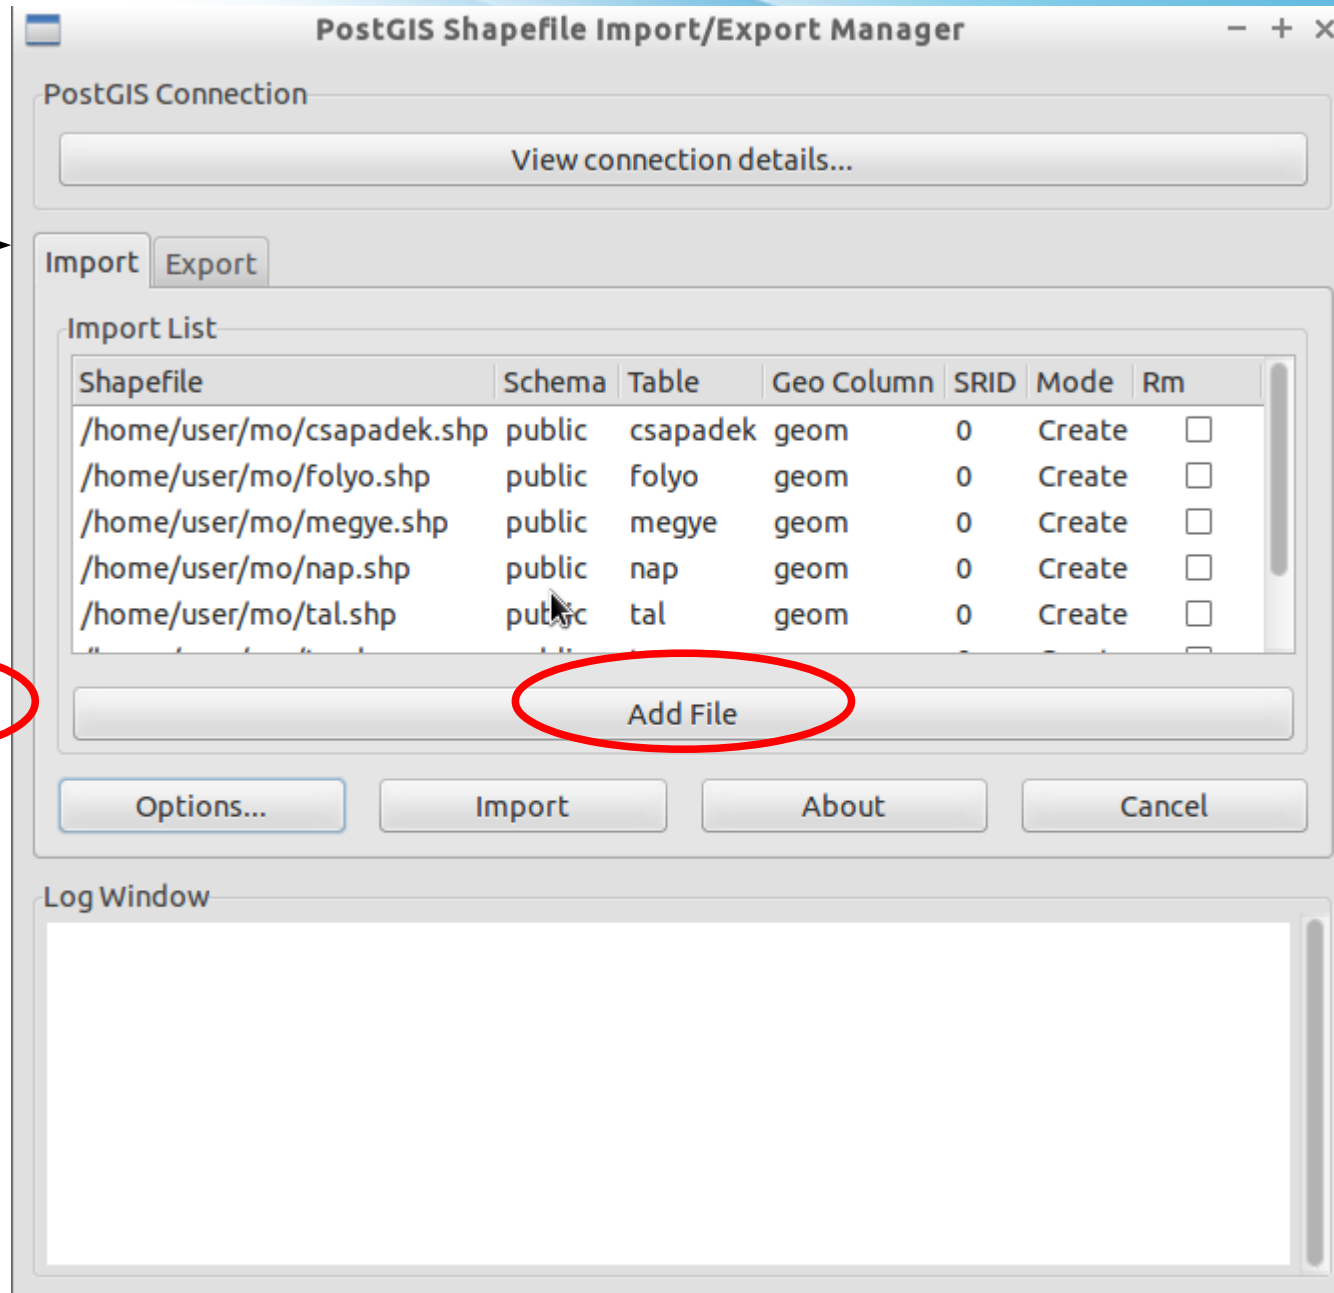 PostGIS Shapefile Import/Export Manager
PostGIS Connection
View connection details...
Import Export
Import List
Shapefile Schema Table Geo Column SRID Mode Rm
/home/user/mo/csapadek.shp public csapadek geom 0 Create
/home/user/mo/folyo.shp public folyo geom 0 Create
/home/user/mo/megye.shp public megye geom 0 Create
/home/user/mo/nap.shp public nap geom 0 Create
/home/user/mo/tal.shp public tal geom 0 Create
Add File
Options... Import About Cancel
Log Window